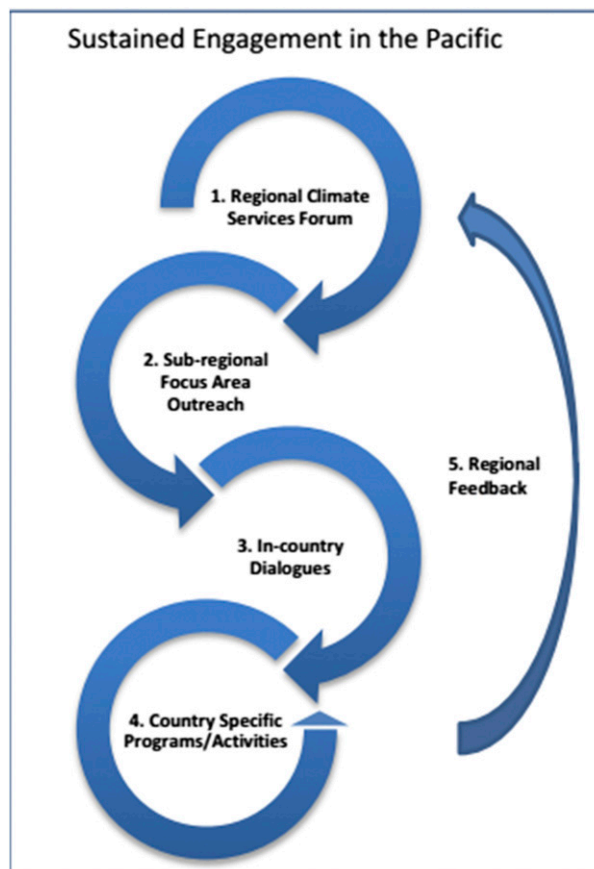 Sustained Engagement in the Pacific
1. Regional Climate
Services Forum
2. Sub-regional
Focus Area
Outreach
3. In-country
Dialogues
4. Country Specific
Programs/Activities
5. Regional
Feedback